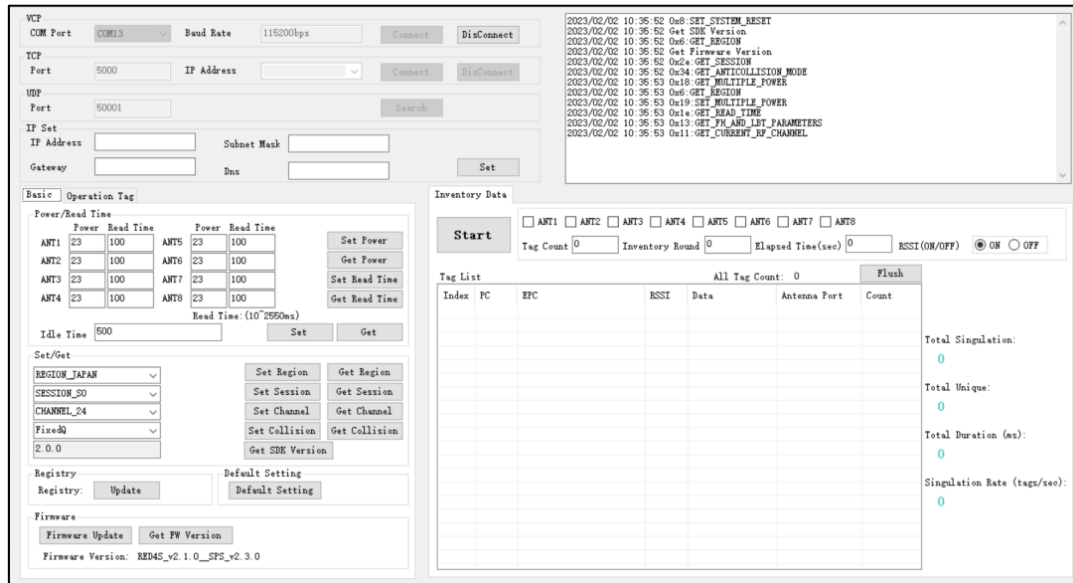 VCP
COM Port COM13 Baud Rate 115200bps Connect DisConnect
TCP
Port 5000 IP Address Connect DisConnect
UDP
Port 50001 Search
IP Set
IP Address Subnet Mask
Gateway Dns Set
2023/02/02 10:35:52 0x8:SET_SYSTEM_RESET
2023/02/02 10:35:52 Get SDK Version
2023/02/02 10:35:52 0x6:GET_REGION
2023/02/02 10:35:52 Get Firmware Version
2023/02/02 10:35:52 0x2e:GET_SESSION
2023/02/02 10:35:52 0x34:GET_ANTICOLLISION_MODE
2023/02/02 10:35:53 0x18:GET_MULTIPLE_POWER
2023/02/02 10:35:53 0x6:GET_REGION
2023/02/02 10:35:53 0x19:SET_MULTIPLE_POWER
2023/02/02 10:35:53 0x1e:GET_READ_TIME
2023/02/02 10:35:53 0x13:GET_FH_AND_LBT_PARAMETERS
2023/02/02 10:35:53 0x11:GET_CURRENT_RF_CHANNEL
Basic Operation Tag
Power/Read Time
Power Read Time Power Read Time
ANT1 23 100 ANT5 23 100 Set Power
ANT2 23 100 ANT6 23 100 Get Power
ANT3 23 100 ANT7 23 100 Set Read Time
ANT4 23 100 ANT8 23 100 Get Read Time
Read Time:(10~2550ms)
Idle Time 500 Set Get
Set/Get
REGION_JAPAN Set Region Get Region
SESSION_S0 Set Session Get Session
CHANNEL_24 Set Channel Get Channel
FixedQ Set Collision Get Collision
2.0.0 Get SDK Version
Registry Default Setting
Registry: Update Default Setting
Firmware
Firmware Update Get FW Version
Firmware Version: RED4S_v2.1.0__SPS_v2.3.0
Inventory Data
Start
ANT1 ANT2 ANT3 ANT4 ANT5 ANT6 ANT7 ANT8
Tag Count 0 Inventory Round 0 Elapsed Time(sec) 0 RSSI(ON/OFF) ON OFF
Tag List All Tag Count: 0 Flush
Index PC EPC RSSI Data Antenna Port Count
Total Singulation:
0
Total Unique:
0
Total Duration (ms):
0
Singulation Rate (tags/sec):
0